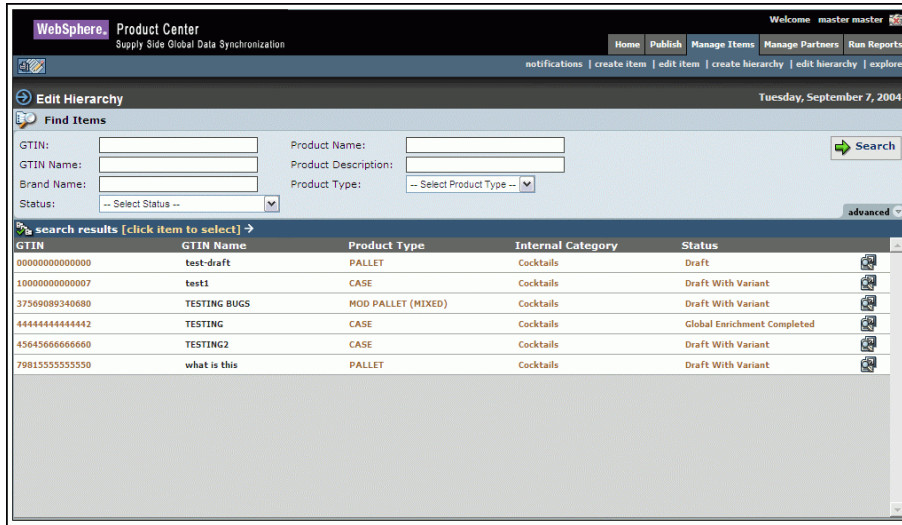 Welcome master master
WebSphere. Product Center
Supply Side Global Data Synchronization
Home Publish Manage Items Manage Partners Run Reports
notifications | create item | edit item | create hierarchy | edit hierarchy | explore
Edit Hierarchy Tuesday, September 7, 2004
Find Items
GTIN: Product Name: Search
GTIN Name: Product Description:
Brand Name: Product Type: -- Select Product Type --
Status: -- Select Status --
advanced
search results [click item to select]
GTIN GTIN Name Product Type Internal Category Status
00000000000000 test-draft PALLET Cocktails Draft
10000000000007 test1 CASE Cocktails Draft With Variant
37569089340680 TESTING BUGS MOD PALLET (MIXED) Cocktails Draft With Variant
44444444444442 TESTING CASE Cocktails Global Enrichment Completed
45645666666660 TESTING2 CASE Cocktails Draft With Variant
79815555555550 what is this PALLET Cocktails Draft With Variant